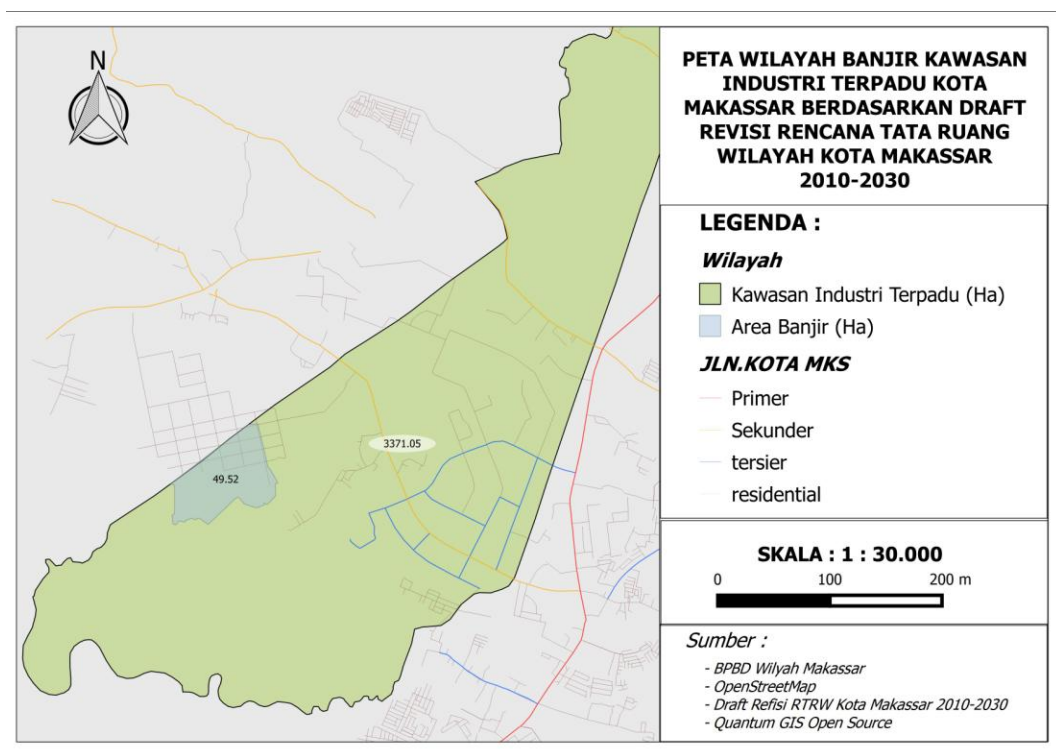 N
3371.05
49.52
PETA WILAYAH BANJIR KAWASAN
INDUSTRI TERPADU KOTA
MAKASSAR BERDASARKAN DRAFT
REVISI RENCANA TATA RUANG
WILAYAH KOTA MAKASSAR
2010-2030
LEGENDA :
Wilayah
Kawasan Industri Terpadu (Ha)
Area Banjir (Ha)
JLN.KOTA MKS
Primer
Sekunder
tersier
residential
SKALA : 1 : 30.000
0 100 200 m
Sumber :
- BPBD Wilyah Makassar
- OpenStreetMap
- Draft Refisi RTRW Kota Makassar 2010-2030
- Quantum GIS Open Source